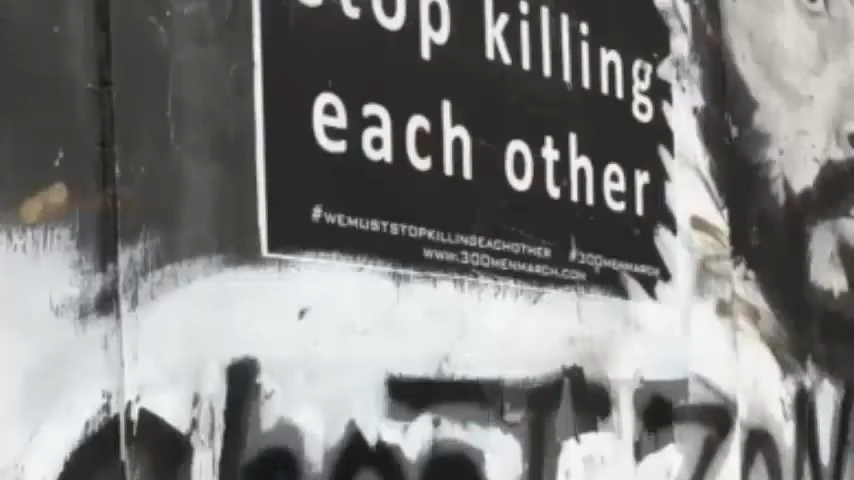 stop killing
each other
#WEMUSTSTOPKILLINGEACHOTHER #300MENMARCH
WWW.300MENMARCH.COM